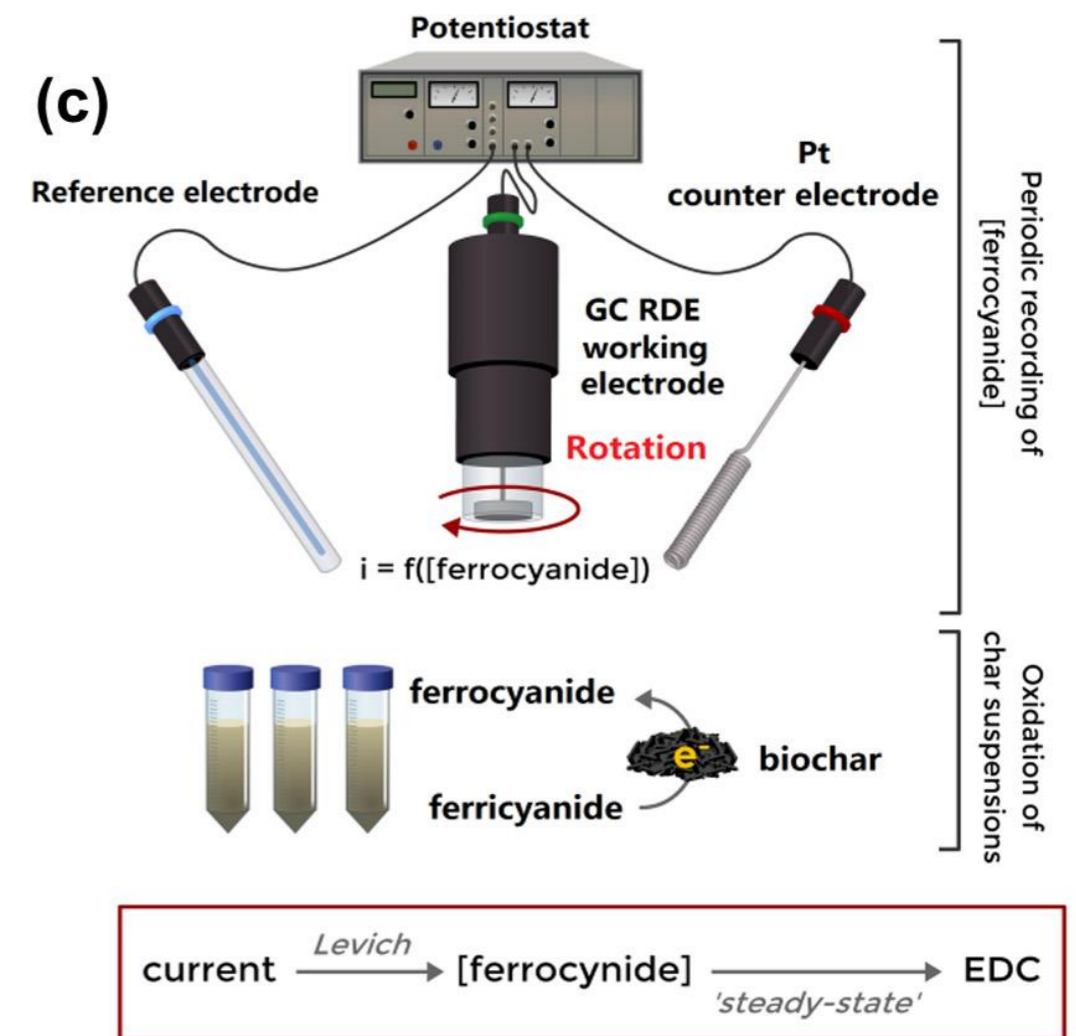 Potentiostat
(c)
Reference electrode
Pt
counter electrode
GC RDE
working
electrode
Rotation
i = f([ferrocyanide])
Periodic recording of
[ferrocyanide]
ferrocyanide
e-
biochar
ferricyanide
Oxidation of
char suspensions
current
Levich
[ferrocynide]
'steady-state'
EDC